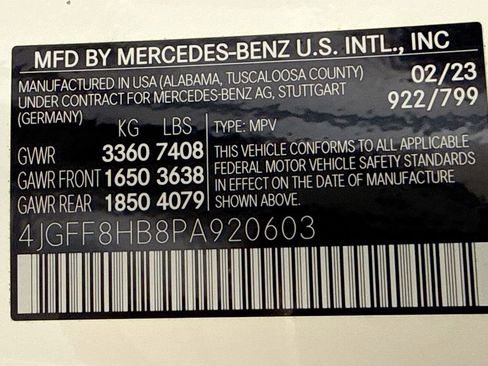 MFD BY MERCEDES-BENZ U.S. INTL., INC
MANUFACTURED IN USA (ALABAMA, TUSCALOOSA COUNTY) 02/23
UNDER CONTRACT FOR MERCEDES-BENZ AG, STUTTGART 922/799
(GERMANY) KG LBS TYPE: MPV
GVWR 3360 7408 THIS VEHICLE CONFORMS TO ALL APPLICABLE
GAWR FRONT 1650 3638 FEDERAL MOTOR VEHICLE SAFETY STANDARDS
IN EFFECT ON THE DATE OF MANUFACTURE
GAWR REAR 1850 4079 SHOWN ABOVE.
4JGFF8HB8PA920603